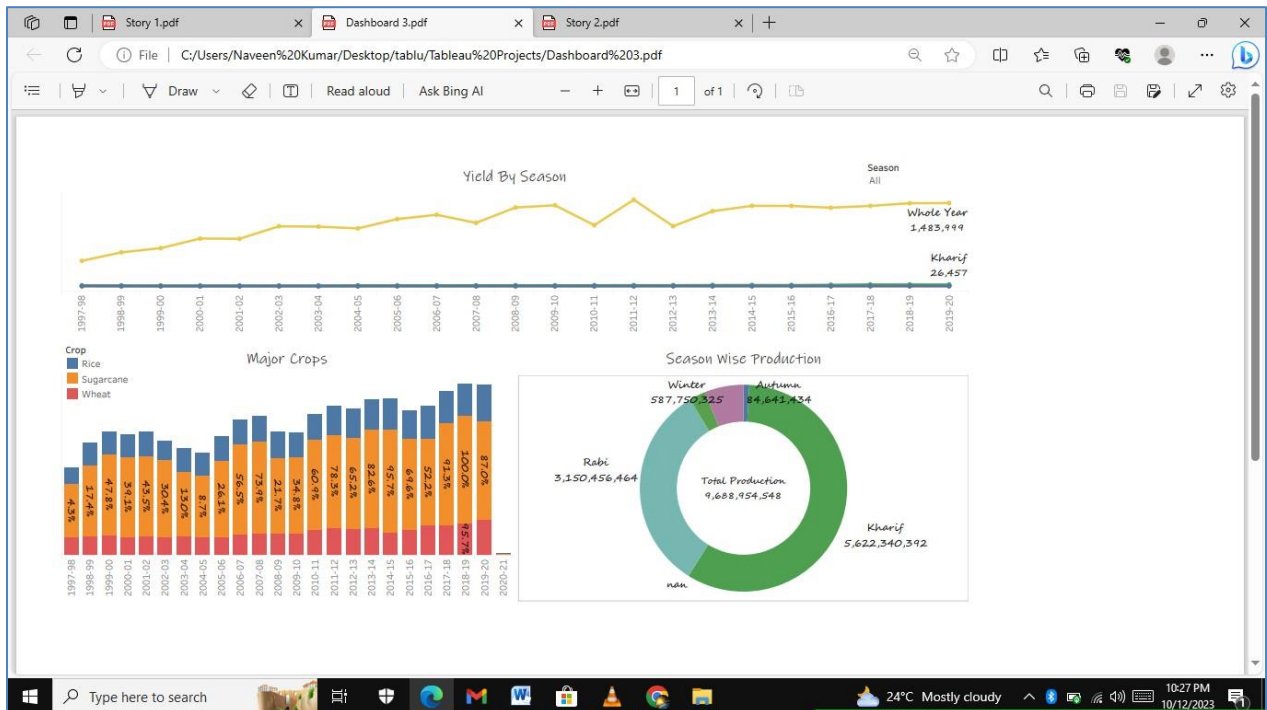 Story 1.pdf
Dashboard 3.pdf
Story 2.pdf
File
C:/Users/Naveen%20Kumar/Desktop/tablu/Tableau%20Projects/Dashboard%203.pdf
Draw
Read aloud
Ask Bing AI
1 of 1
Yield By Season
Season
All
Whole Year
1,483,999
Kharif
26,457
1997-98
1998-99
1999-00
2000-01
2001-02
2002-03
2003-04
2004-05
2005-06
2006-07
2007-08
2008-09
2009-10
2010-11
2011-12
2012-13
2013-14
2014-15
2015-16
2016-17
2017-18
2018-19
2019-20
Crop
Rice
Sugarcane
Wheat
Major Crops
4.3%
17.4%
47.8%
39.1%
43.5%
30.4%
13.0%
8.7%
26.1%
56.5%
73.9%
21.7%
34.8%
60.9%
78.3%
65.2%
82.6%
95.7%
69.6%
52.2%
91.3%
100.0%
87.0%
95.7%
1997-98
1998-99
1999-00
2000-01
2001-02
2002-03
2003-04
2004-05
2005-06
2006-07
2007-08
2008-09
2009-10
2010-11
2011-12
2012-13
2013-14
2014-15
2015-16
2016-17
2017-18
2018-19
2019-20
2020-21
Season Wise Production
Winter
587,750,325
Autumn
84,641,434
Rabi
3,150,456,464
Total Production
9,688,954,548
Kharif
5,622,340,392
nan
Type here to search
24°C Mostly cloudy
10:27 PM
10/12/2023